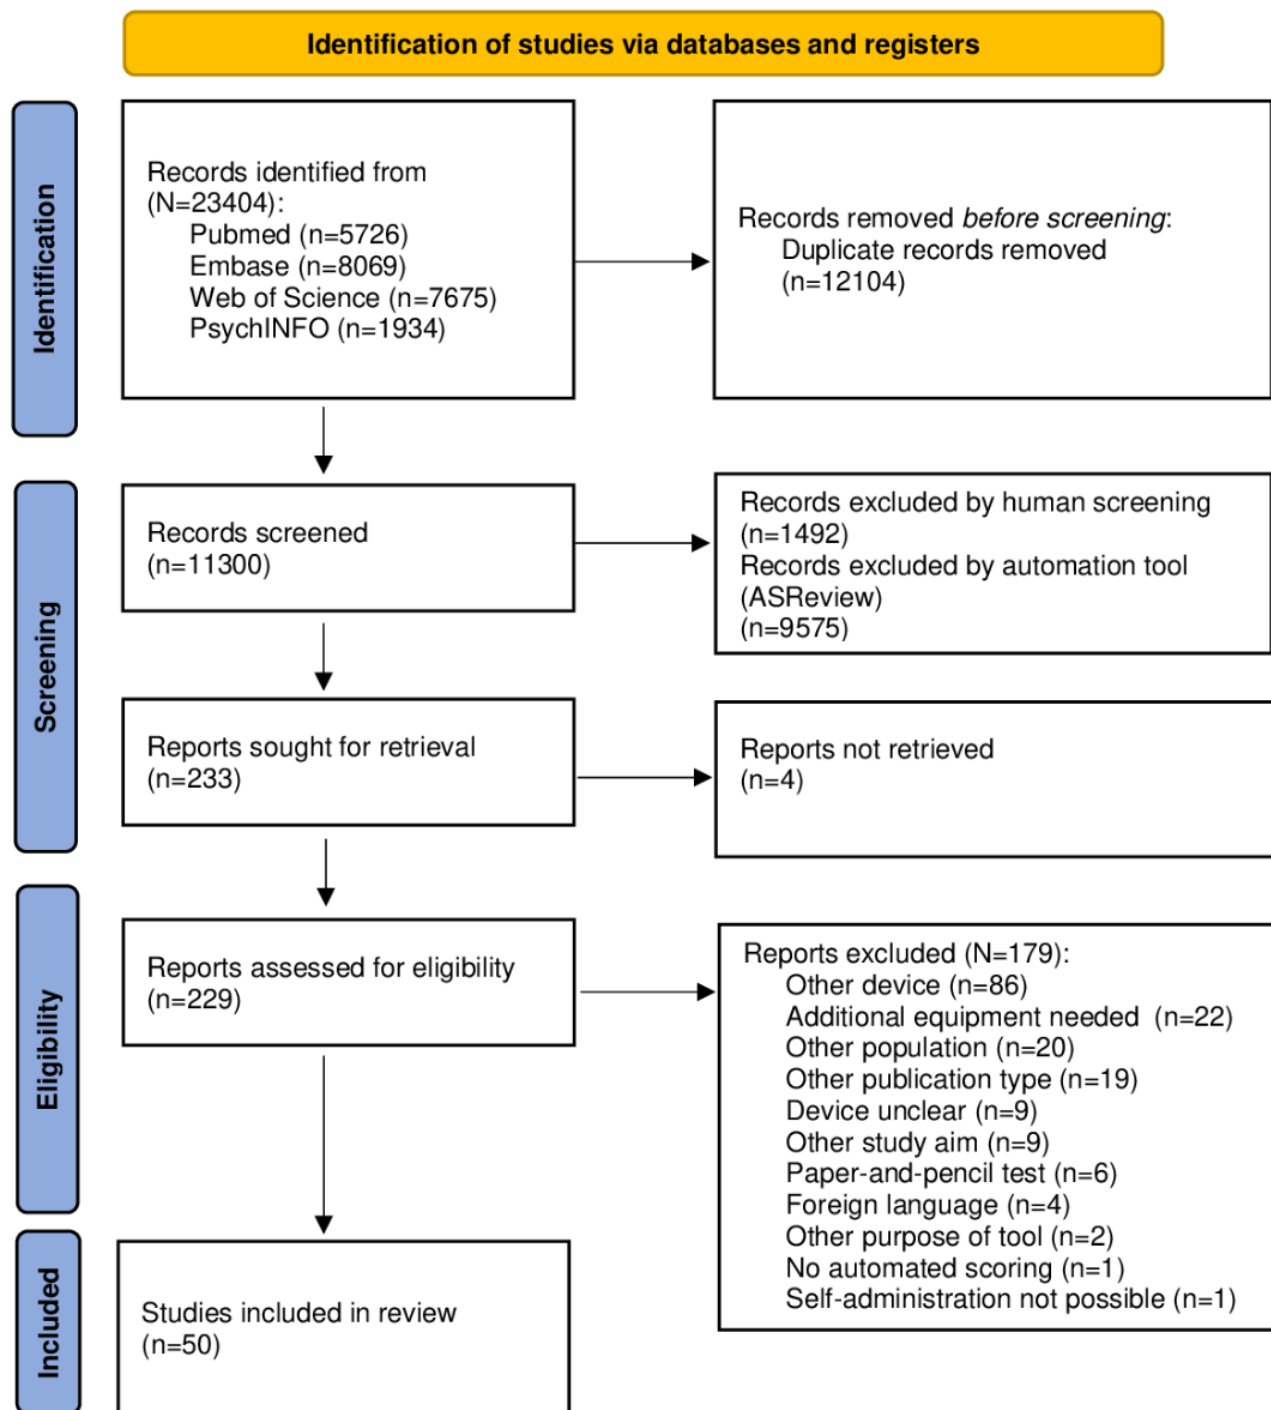 Identification of studies via databases and registers
Identification
Records identified from
(N=23404):
Pubmed (n=5726)
Embase (n=8069)
Web of Science (n=7675)
PsychINFO (n=1934)
Records removed before screening:
Duplicate records removed
(n=12104)
Screening
Records screened
(n=11300)
Records excluded by human screening
(n=1492)
Records excluded by automation tool
(ASReview)
(n=9575)
Reports sought for retrieval
(n=233)
Reports not retrieved
(n=4)
Eligibility
Reports assessed for eligibility
(n=229)
Reports excluded (N=179):
Other device (n=86)
Additional equipment needed (n=22)
Other population (n=20)
Other publication type (n=19)
Device unclear (n=9)
Other study aim (n=9)
Paper-and-pencil test (n=6)
Foreign language (n=4)
Other purpose of tool (n=2)
No automated scoring (n=1)
Self-administration not possible (n=1)
Included
Studies included in review
(n=50)